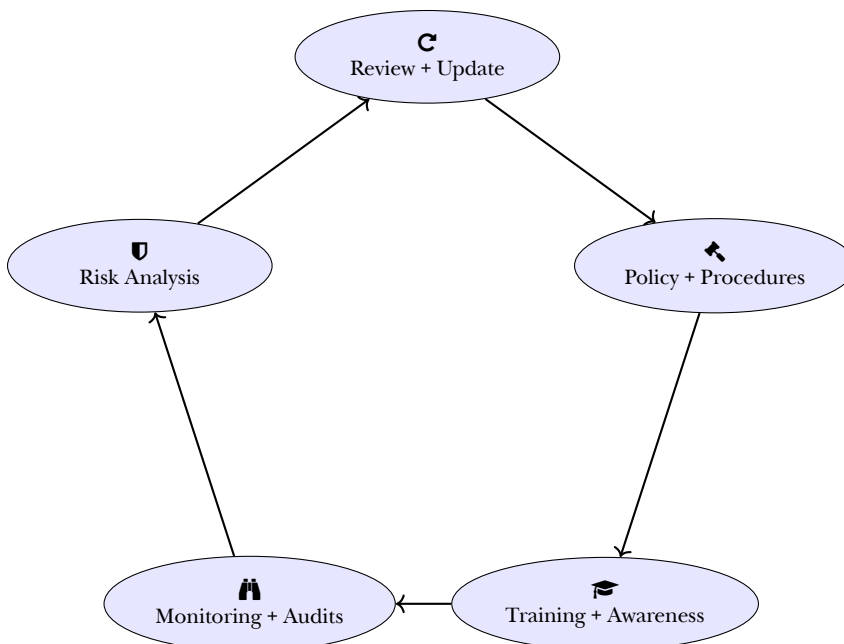 Review + Update
Risk Analysis
Policy + Procedures
Monitoring + Audits
Training + Awareness